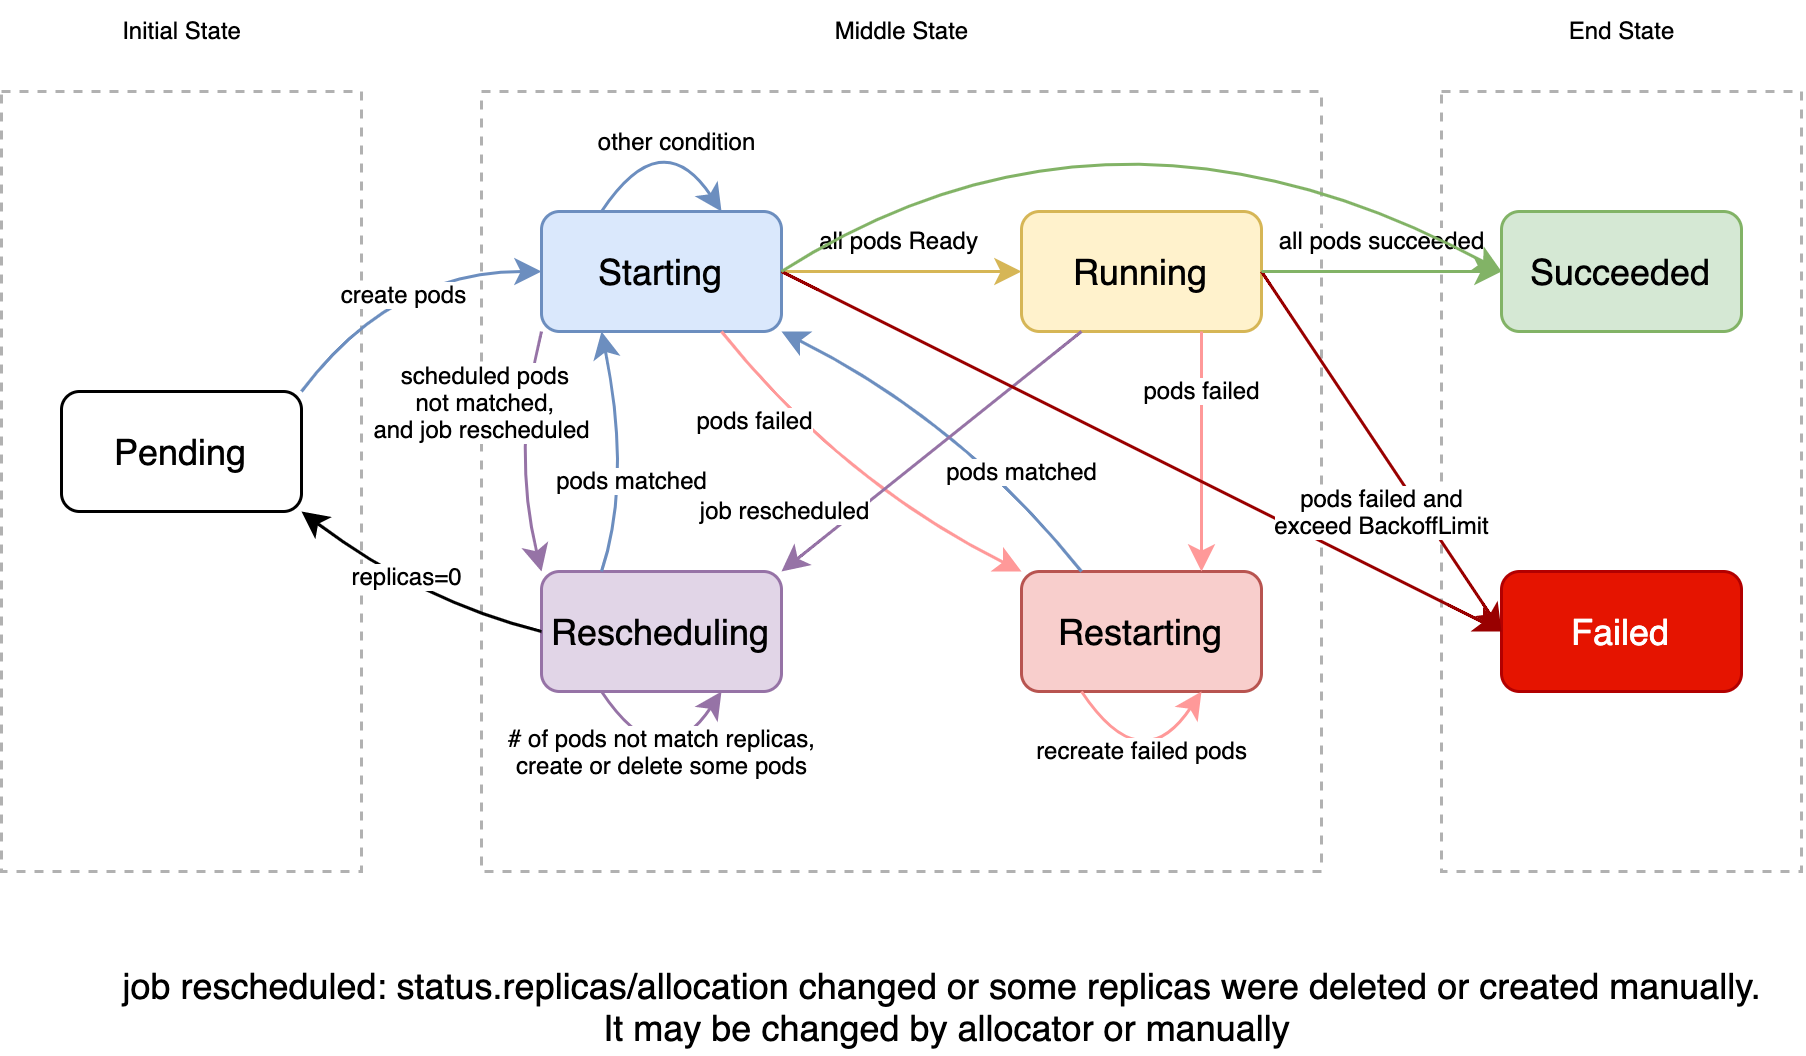 Initial State
Middle State
End State
other condition
all pods Ready
all pods succeeded
Starting
Running
Succeeded
create pods
scheduled pods
not matched,
and job rescheduled
pods failed
pods failed
Pending
pods matched
pods matched
job rescheduled
pods failed and
exceed BackoffLimit
replicas=0
Rescheduling
Restarting
Failed
# of pods not match replicas,
create or delete some pods
recreate failed pods
job rescheduled: status.replicas/allocation changed or some replicas were deleted or created manually.
It may be changed by allocator or manually